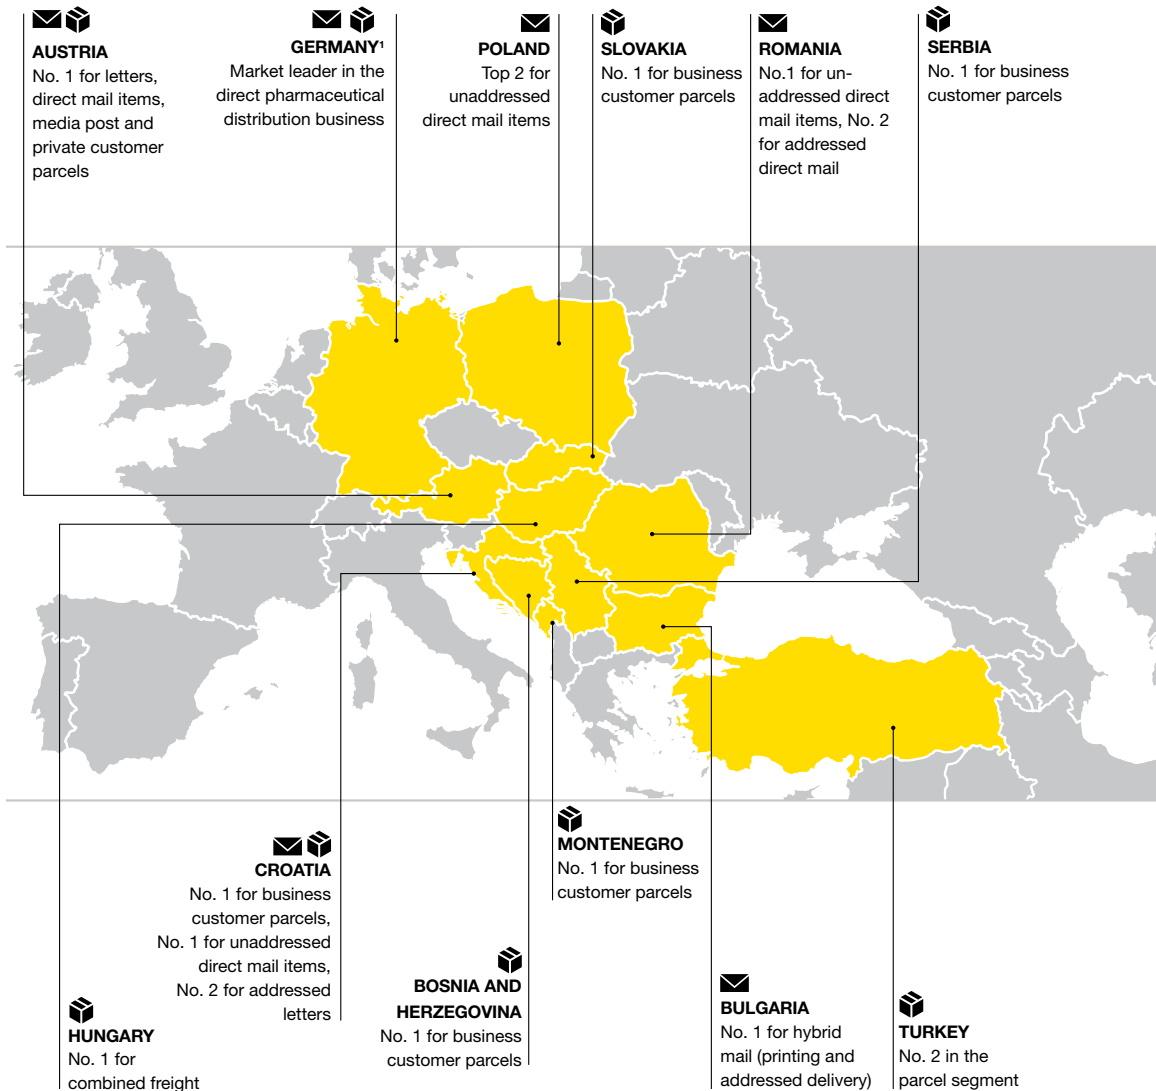 AUSTRIA
No. 1 for letters,
direct mail items,
media post and
private customer
parcels
GERMANY¹
Market leader in the
direct pharmaceutical
distribution business
POLAND
Top 2 for
unaddressed
direct mail items
SLOVAKIA
No. 1 for business
customer parcels
ROMANIA
No.1 for un-
addressed direct
mail items, No. 2
for addressed
direct mail
SERBIA
No. 1 for business
customer parcels
HUNGARY
No. 1 for
combined freight
CROATIA
No. 1 for business
customer parcels,
No. 1 for unaddressed
direct mail items,
No. 2 for addressed
letters
BOSNIA AND
HERZEGOVINA
No. 1 for business
customer parcels
MONTENEGRO
No. 1 for business
customer parcels
BULGARIA
No. 1 for hybrid
mail (printing and
addressed delivery)
TURKEY
No. 2 in the
parcel segment